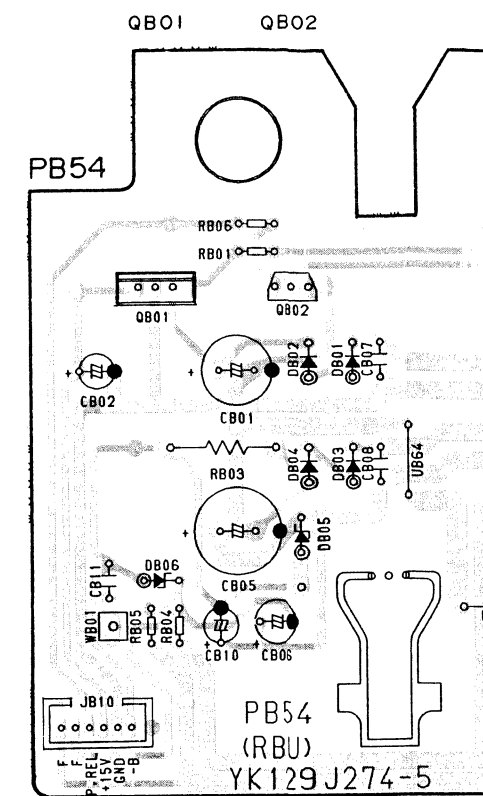 QB01 QB02
PB54
RB06
RB01
QB01 QB02
CB02
CB01
DB02
DB01
CB07
RB03
DB04
DB03
CB08
UB64
CB05
DB05
DB06
CB11
WB01
RB05
RB04
CB10
CB06
JB10
F
F
P.REL
+15V
GND
-B
PB54
(RBU)
YK129J274-5